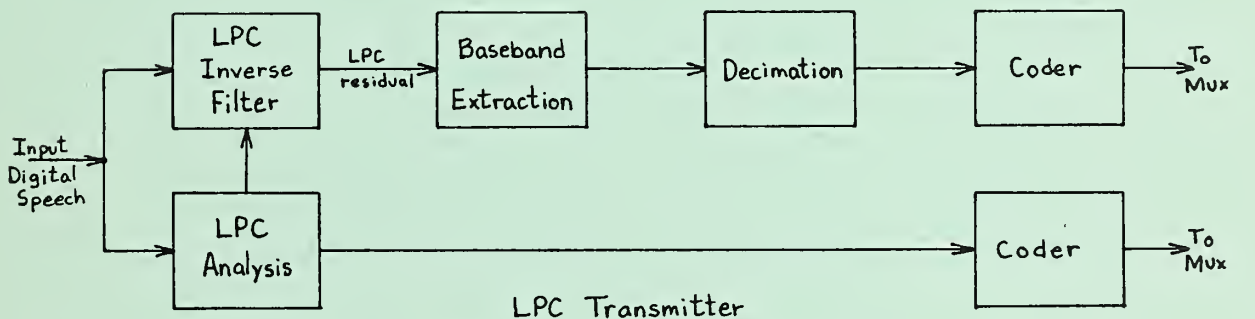 LPC
Inverse
Filter
LPC
residual
Baseband
Extraction
Decimation
Coder
To
Mux
Input
Digital
Speech
LPC
Analysis
Coder
To
Mux
LPC Transmitter